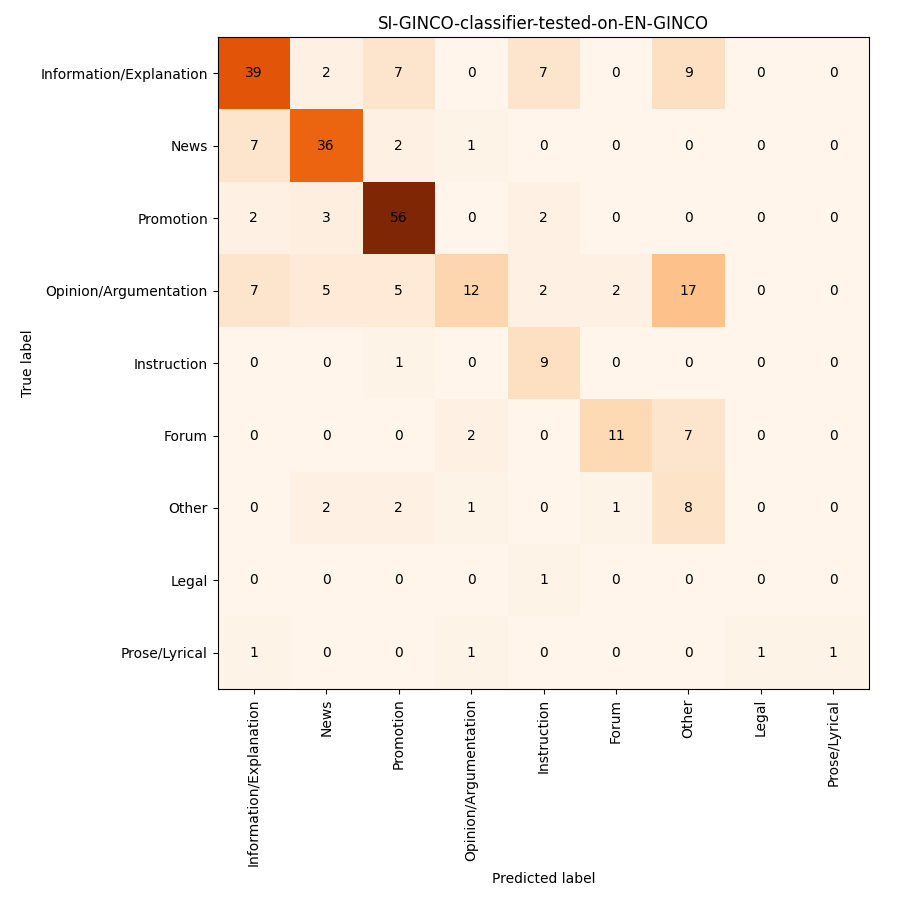 SI-GINCO-classifier-tested-on-EN-GINCO
Information/Explanation 39 2 7 0 7 0 9 0 0
News 7 36 2 1 0 0 0 0 0
Promotion 2 3 56 0 2 0 0 0 0
Opinion/Argumentation 7 5 5 12 2 2 17 0 0
Instruction 0 0 1 0 9 0 0 0 0
Forum 0 0 0 2 0 11 7 0 0
Other 0 2 2 1 0 1 8 0 0
Legal 0 0 0 0 1 0 0 0 0
Prose/Lyrical 1 0 0 1 0 0 0 1 1
True label
Information/Explanation
News
Promotion
Opinion/Argumentation
Instruction
Forum
Other
Legal
Prose/Lyrical
Predicted label